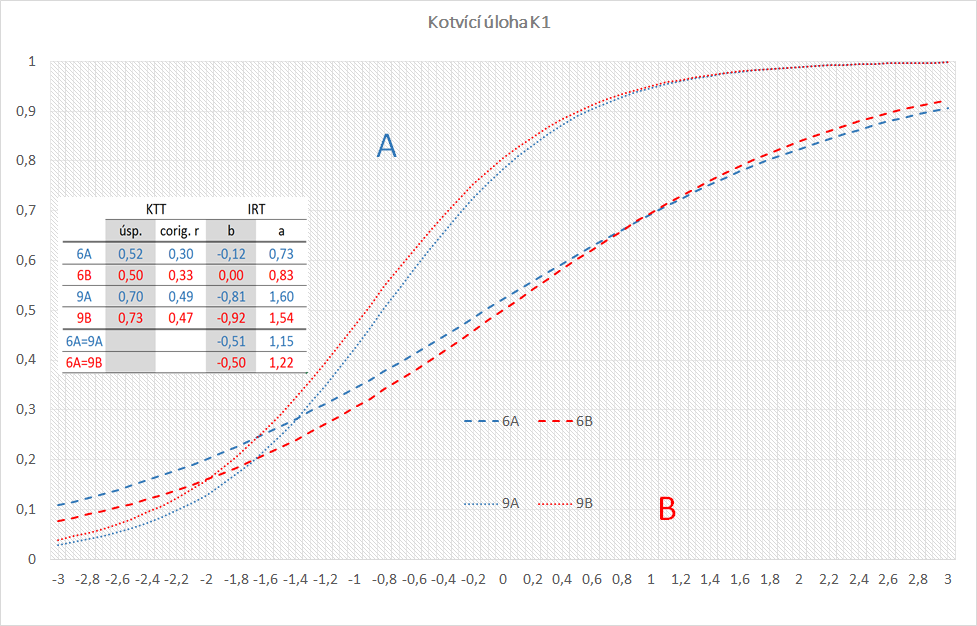 Kotvící úloha K1
1
0,9
A
0,8
0,7
KTT IRT
úsp. corig. r b a
6A 0,52 0,30 -0,12 0,73
6B 0,50 0,33 0,00 0,83
9A 0,70 0,49 -0,81 1,60
9B 0,73 0,47 -0,92 1,54
6A=9A -0,51 1,15
6A=9B -0,50 1,22
0,6
0,5
0,4
0,3
6A 6B
0,2
9A 9B
B
0,1
0
-3 -2,8 -2,6 -2,4 -2,2 -2 -1,8 -1,6 -1,4 -1,2 -1 -0,8 -0,6 -0,4 -0,2 0 0,2 0,4 0,6 0,8 1 1,2 1,4 1,6 1,8 2 2,2 2,4 2,6 2,8 3